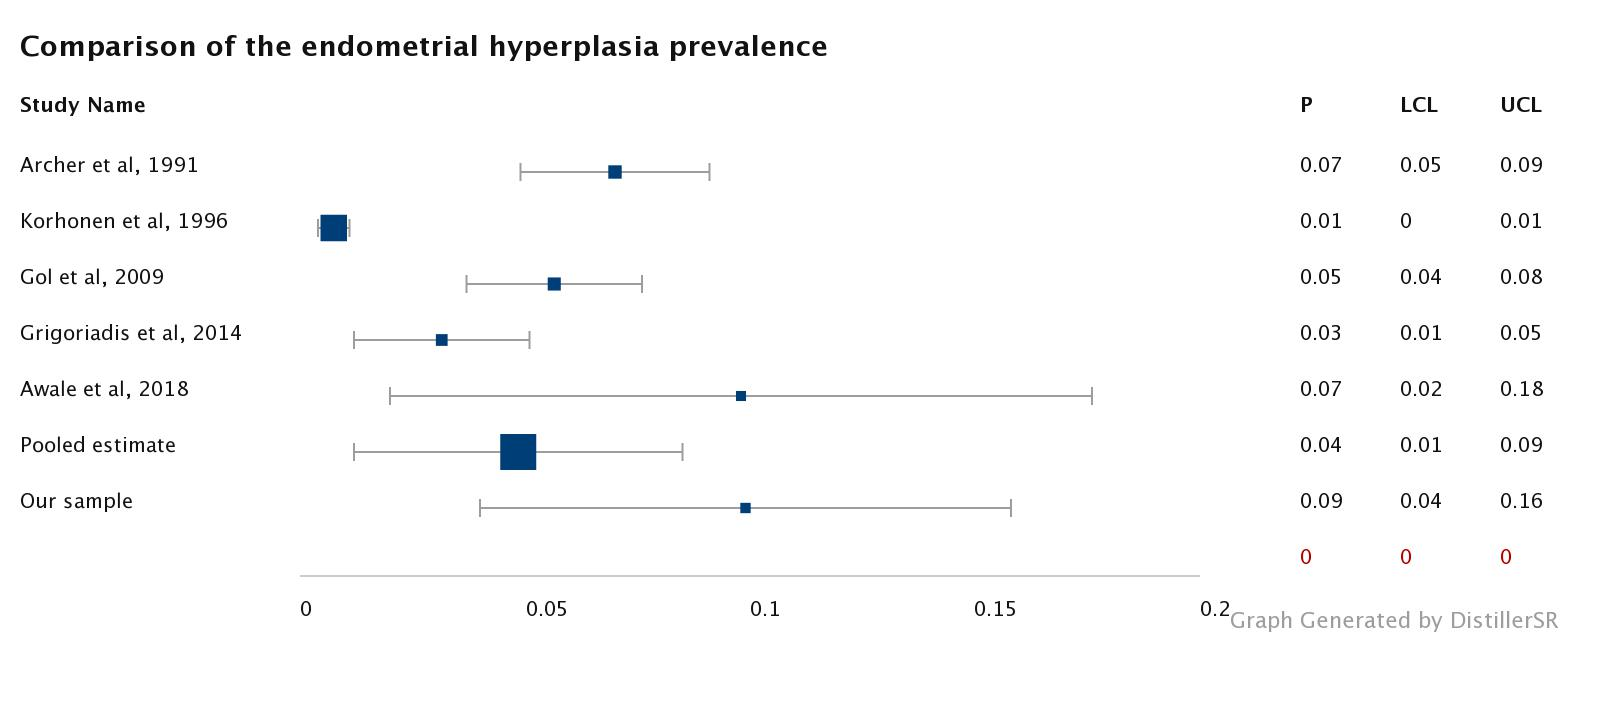 Comparison of the endometrial hyperplasia prevalence
Study Name P LCL UCL
Archer et al, 1991 0.07 0.05 0.09
Korhonen et al, 1996 0.01 0 0.01
Gol et al, 2009 0.05 0.04 0.08
Grigoriadis et al, 2014 0.03 0.01 0.05
Awale et al, 2018 0.07 0.02 0.18
Pooled estimate 0.04 0.01 0.09
Our sample 0.09 0.04 0.16
0 0 0
0 0.05 0.1 0.15 0.2
Graph Generated by DistillerSR